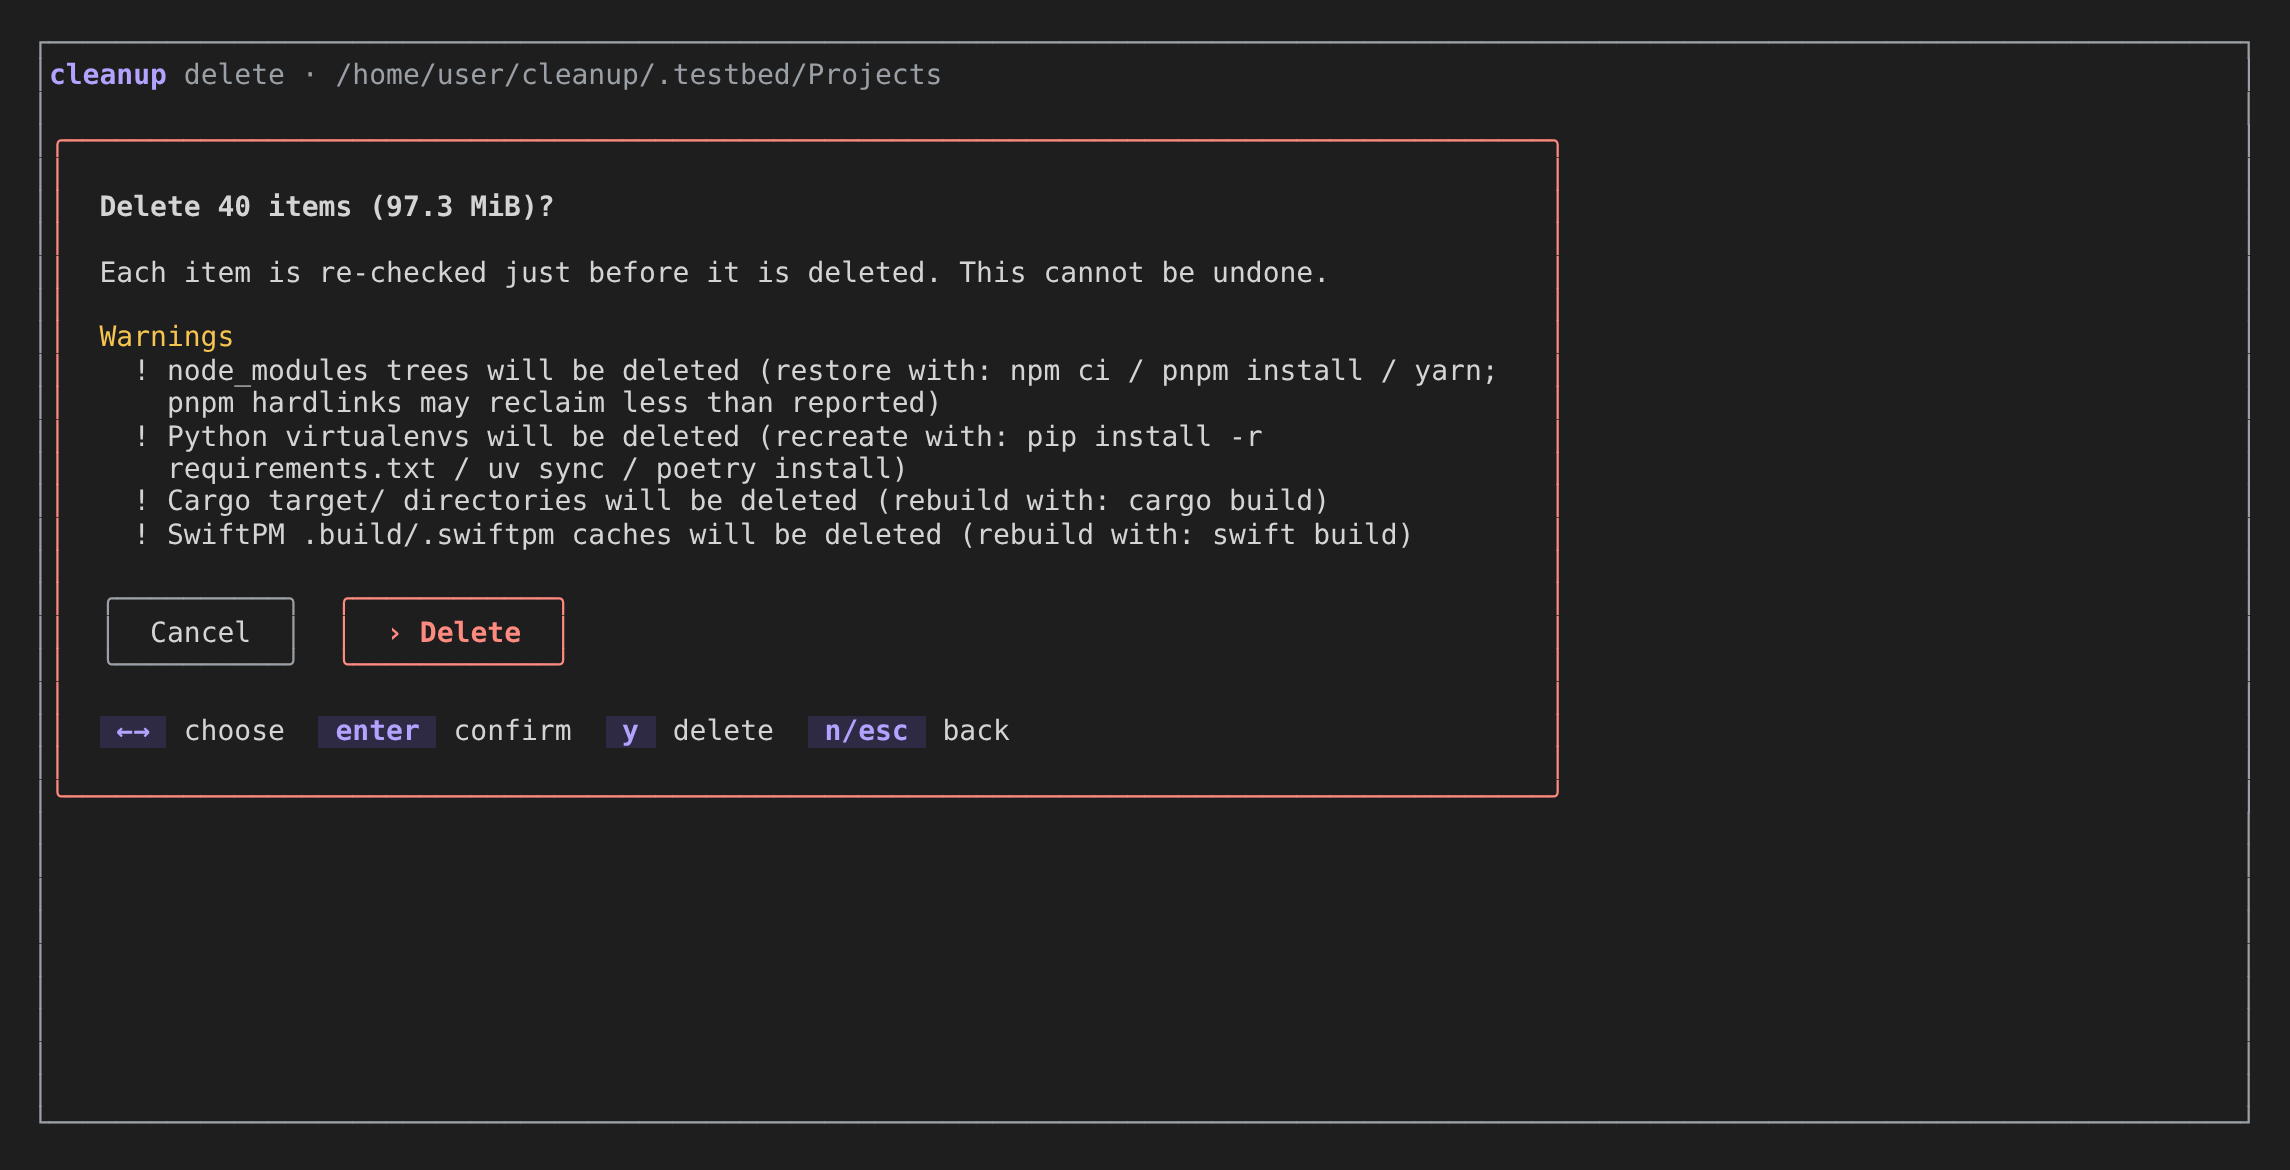 cleanup delete · /home/user/cleanup/.testbed/Projects
Delete 40 items (97.3 MiB)?
Each item is re-checked just before it is deleted. This cannot be undone.
Warnings
! node_modules trees will be deleted (restore with: npm ci / pnpm install / yarn;
pnpm hardlinks may reclaim less than reported)
! Python virtualenvs will be deleted (recreate with: pip install -r
requirements.txt / uv sync / poetry install)
! Cargo target/ directories will be deleted (rebuild with: cargo build)
! SwiftPM .build/.swiftpm caches will be deleted (rebuild with: swift build)
Cancel › Delete
←→ choose enter confirm y delete n/esc back